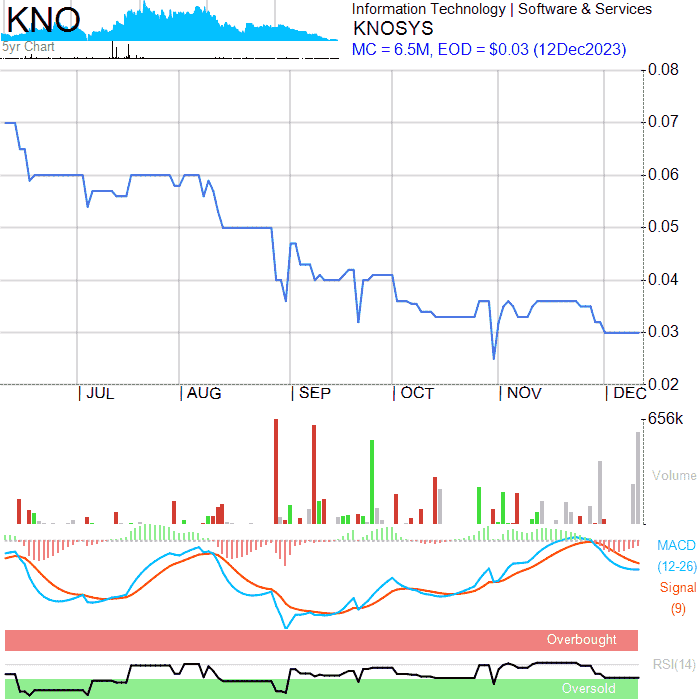 KNO
5yr Chart
Information Technology | Software & Services
KNOSYS
MC = 6.5M, EOD = $0.03 (12Dec2023)
0.08
0.07
0.06
0.05
0.04
0.03
0.02
| JUL
| AUG
| SEP
| OCT
| NOV
| DEC
656k
Volume
MACD
(12-26)
Signal
(9)
Overbought
RSI(14)
Oversold